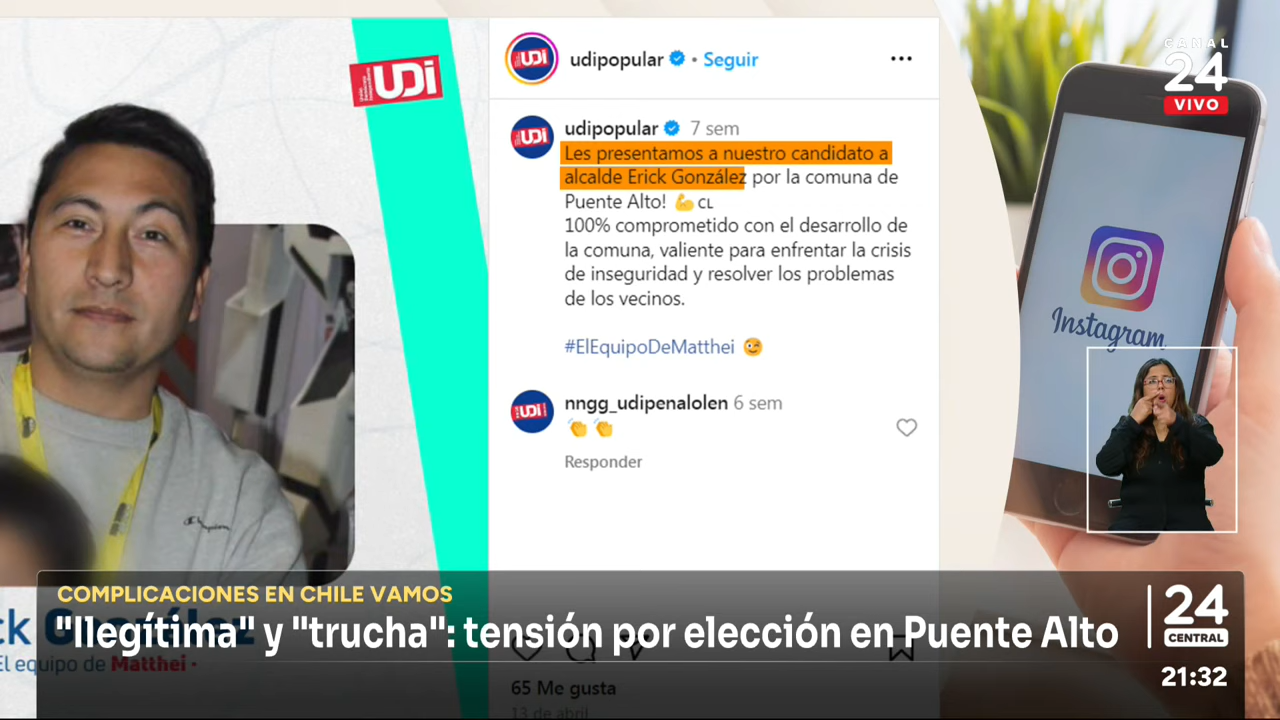 UDi
udipopular • Seguir
udipopular 7 sem
Les presentamos a nuestro candidato a
alcalde Erick González por la comuna de
Puente Alto! 💪 CL
100% comprometido con el desarrollo de
la comuna, valiente para enfrentar la crisis
de inseguridad y resolver los problemas
de los vecinos.
#ElEquipoDeMatthei 😉
nngg_udipenalolen 6 sem
👏 👏
Responder
65 Me gusta
13 de abril
CANAL
24
VIVO
Instagram
Champion
ck González
El equipo de Matthei •
COMPLICACIONES EN CHILE VAMOS
"Ilegítima" y "trucha": tensión por elección en Puente Alto
24
CENTRAL
21:32